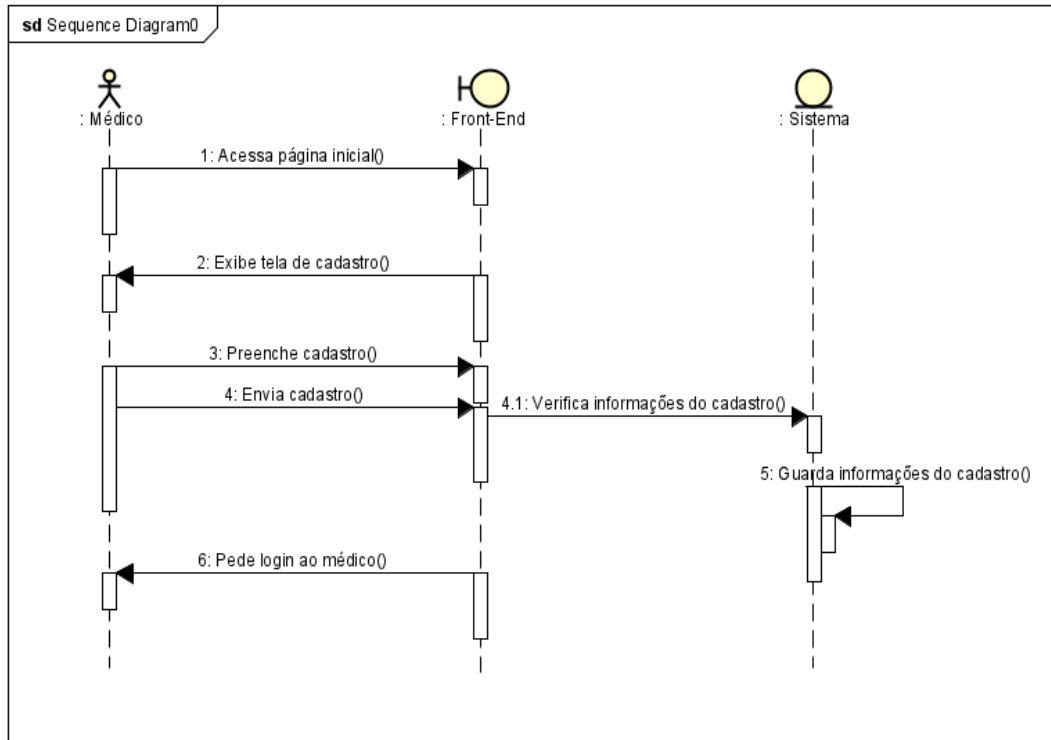 sd Sequence Diagram0
: Médico
: Front-End
: Sistema
1: Acessa página inicial()
2: Exibe tela de cadastro()
3: Preenche cadastro()
4: Envia cadastro()
4.1: Verifica informações do cadastro()
5: Guarda informações do cadastro()
6: Pede login ao médico()